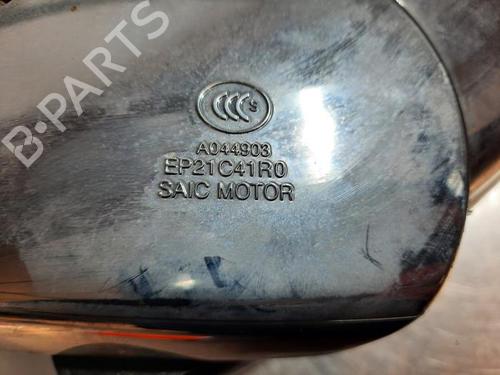 B-PARTS
CCC S
A044903
EP21C41R0
SAIC MOTOR